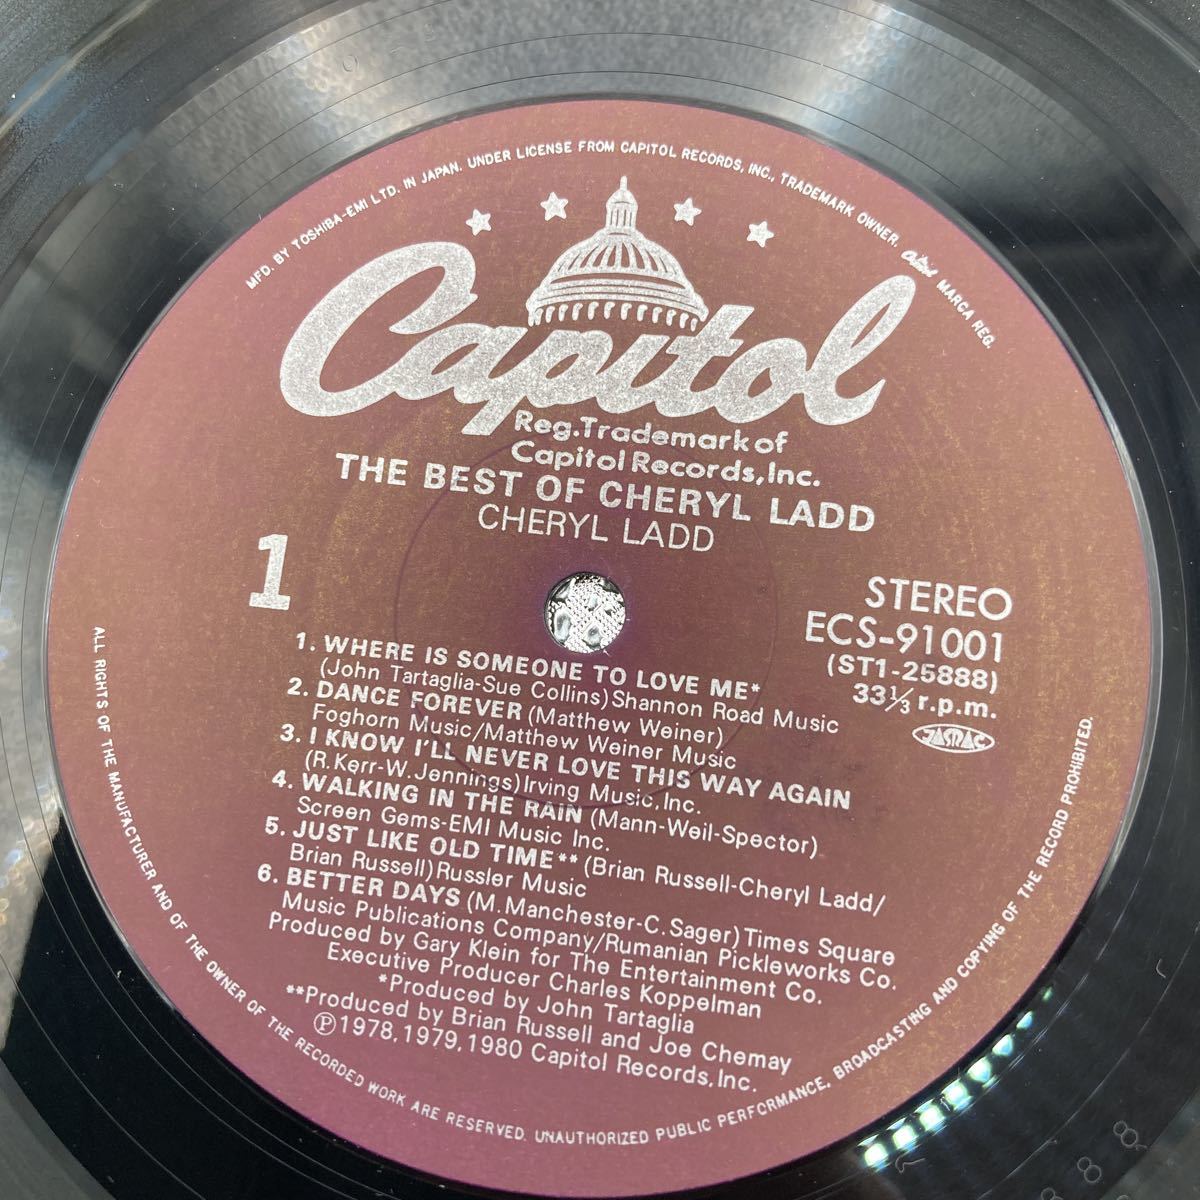 MFD. BY TOSHIBA-EMI LTD. IN JAPAN. UNDER LICENSE FROM CAPITOL RECORDS, INC., TRADEMARK OWNER. Capitol MARCA REG.
Capitol
Reg.Trademark of
Capitol Records,Inc.
THE BEST OF CHERYL LADD
CHERYL LADD
1
STEREO
ECS-91001
(ST1-25888)
33⅓ r.p.m.
JASRAC
1. WHERE IS SOMEONE TO LOVE ME*
(John Tartaglia-Sue Collins)Shannon Road Music
2. DANCE FOREVER (Matthew Weiner)
Foghorn Music/Matthew Weiner Music
3. I KNOW I'LL NEVER LOVE THIS WAY AGAIN
(R.Kerr-W.Jennings)Irving Music,Inc.
4. WALKING IN THE RAIN (Mann-Weil-Spector)
Screen Gems-EMI Music Inc.
5. JUST LIKE OLD TIME** (Brian Russell-Cheryl Ladd/
Brian Russell)Russler Music
6. BETTER DAYS (M.Manchester-C.Sager)Times Square
Music Publications Company/Rumanian Pickleworks Co.
Produced by Gary Klein for The Entertainment Co.
Executive Producer Charles Koppelman
*Produced by John Tartaglia
**Produced by Brian Russell and Joe Chemay
℗1978,1979,1980 Capitol Records,Inc.
ALL RIGHTS OF THE MANUFACTURER AND OF THE OWNER OF THE RECORDED WORK ARE RESERVED. UNAUTHORIZED PUBLIC PERFORMANCE, BROADCASTING AND COPYING OF THE RECORD PROHIBITED.